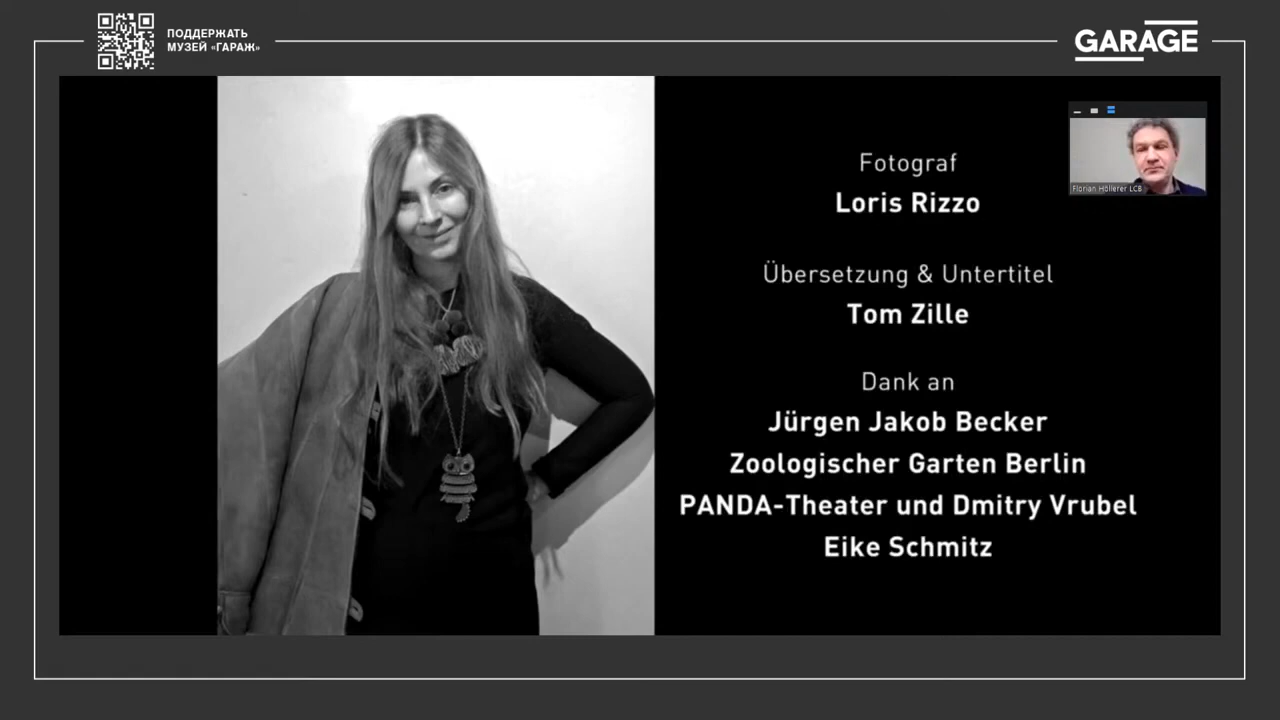 ПОДДЕРЖАТЬ
МУЗЕЙ «ГАРАЖ»
GARAGE
Fotograf
Loris Rizzo
Übersetzung & Untertitel
Tom Zille
Dank an
Jürgen Jakob Becker
Zoologischer Garten Berlin
PANDA-Theater und Dmitry Vrubel
Eike Schmitz
Florian Höllerer LCB